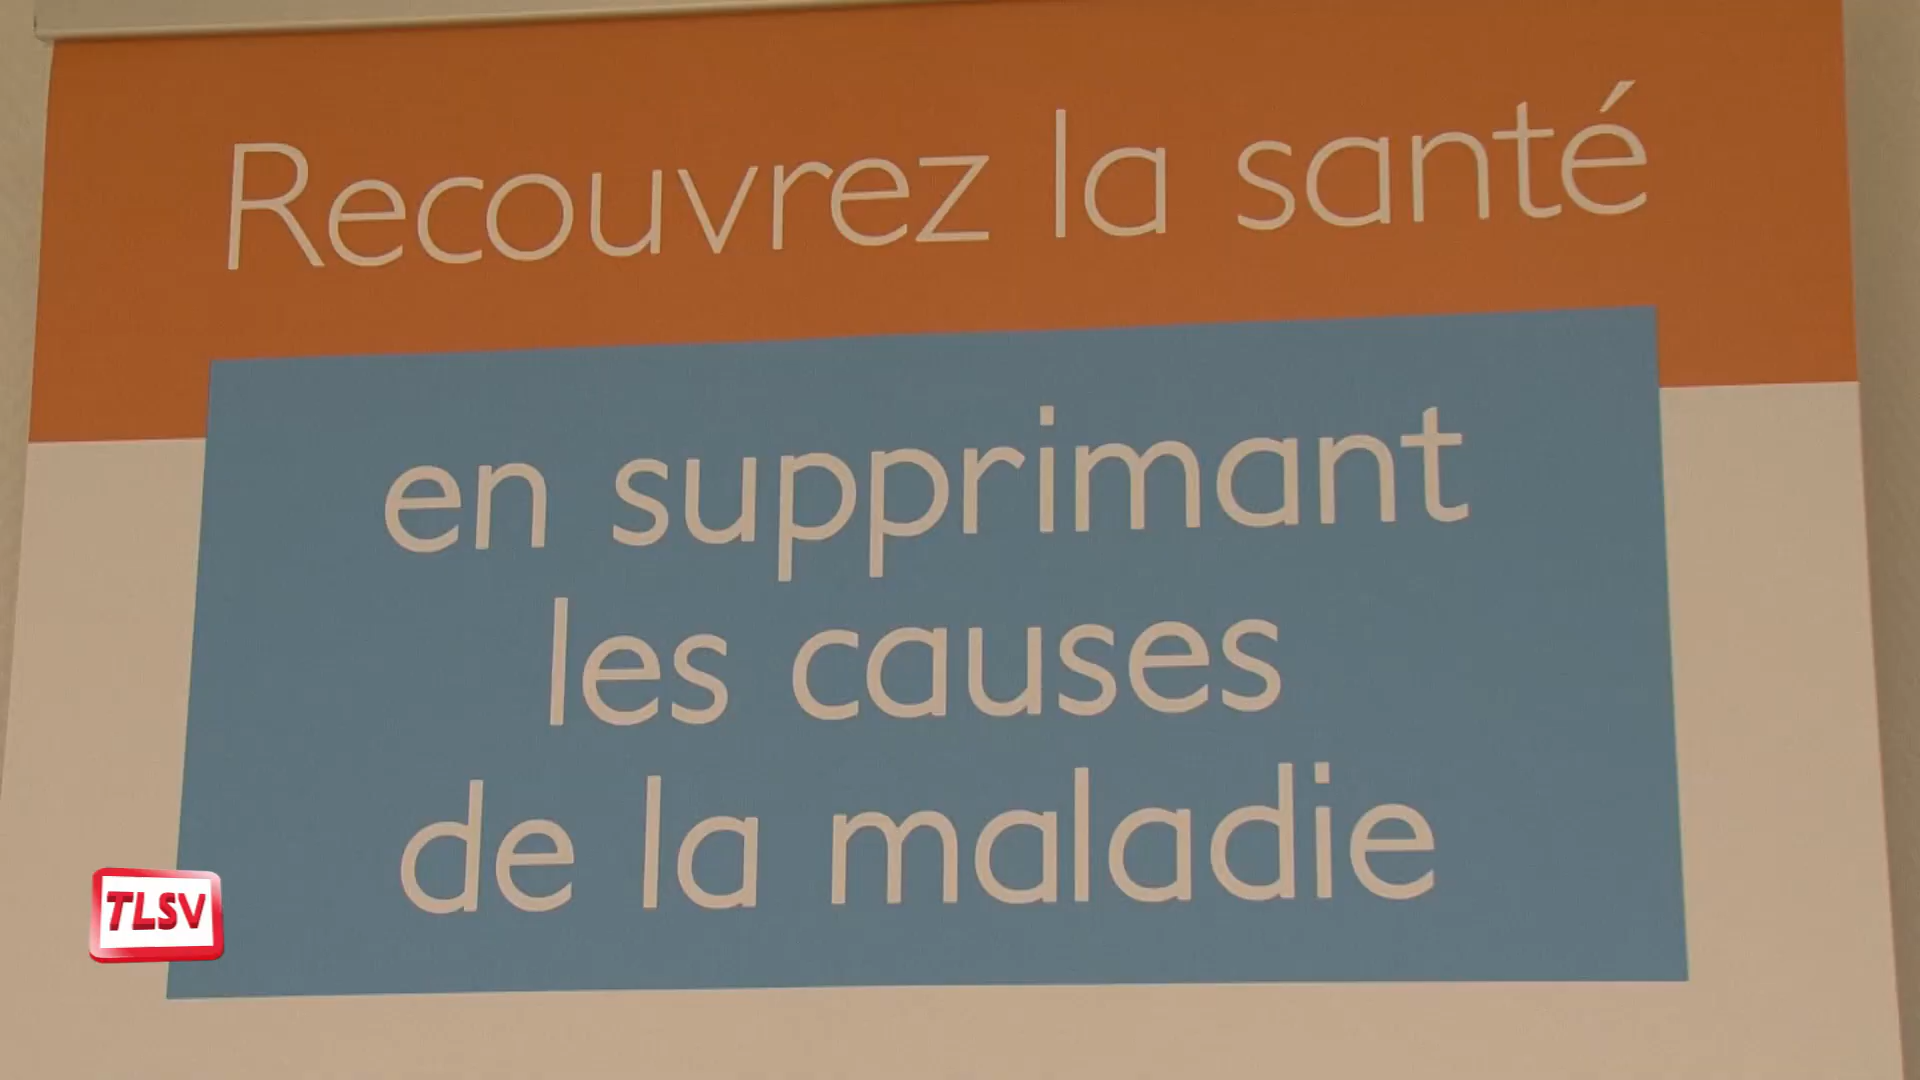 Recouvrez la santé
en supprimant
les causes
de la maladie
TLSV